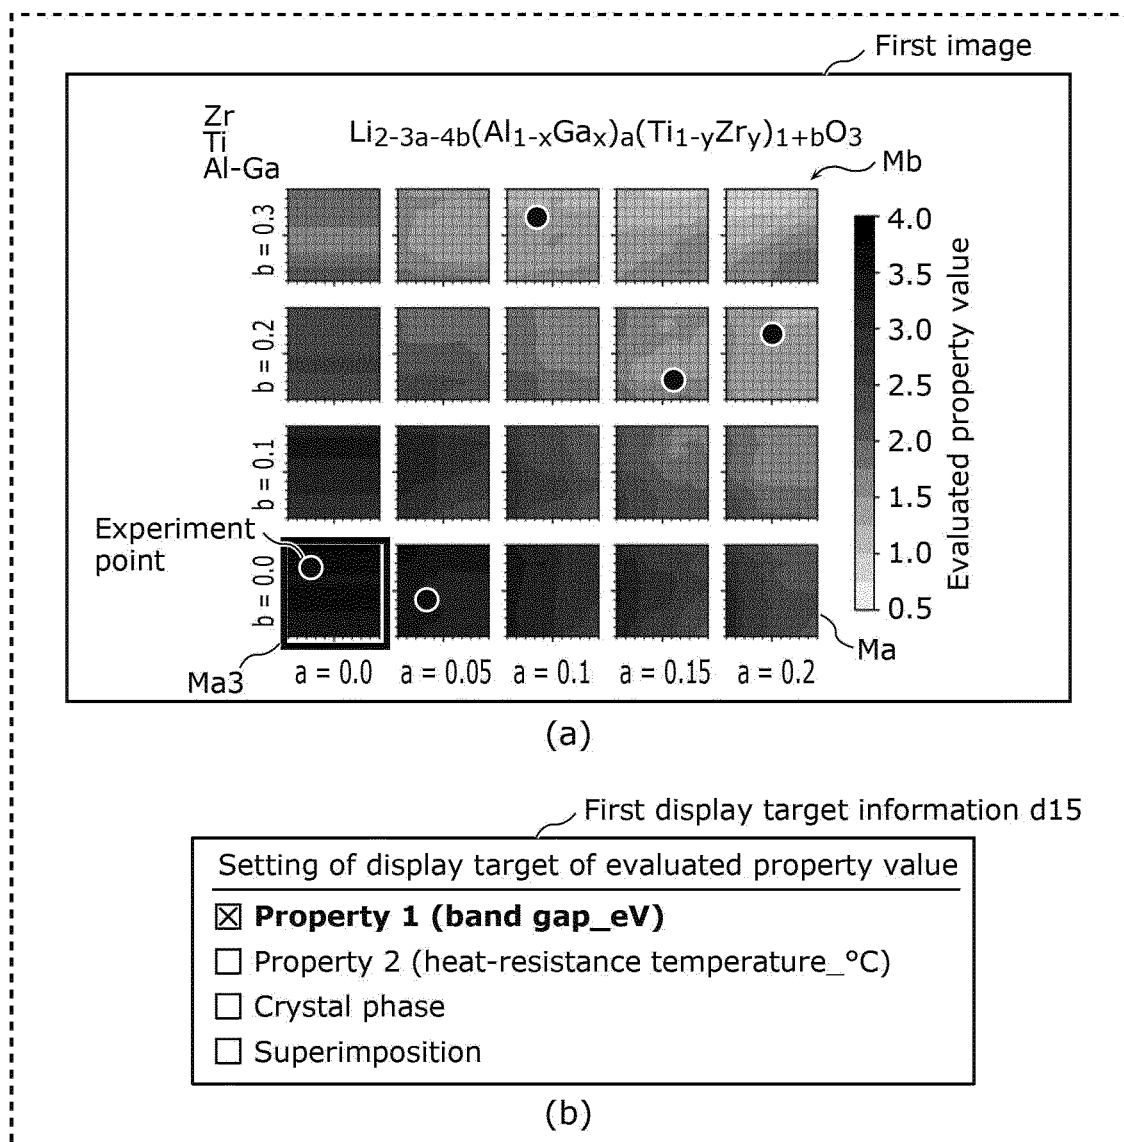 First image
Zr
Ti
Al-Ga
Li2-3a-4b(Al1-xGax)a(Ti1-yZry)1+bO3
Mb
b = 0.3
b = 0.2
b = 0.1
b = 0.0
4.0
3.5
3.0
2.5
2.0
1.5
1.0
0.5
Evaluated property value
Experiment
point
Ma3
a = 0.0
a = 0.05
a = 0.1
a = 0.15
a = 0.2
Ma
(a)
First display target information d15
Setting of display target of evaluated property value
Property 1 (band gap_eV)
Property 2 (heat-resistance temperature_°C)
Crystal phase
Superimposition
(b)